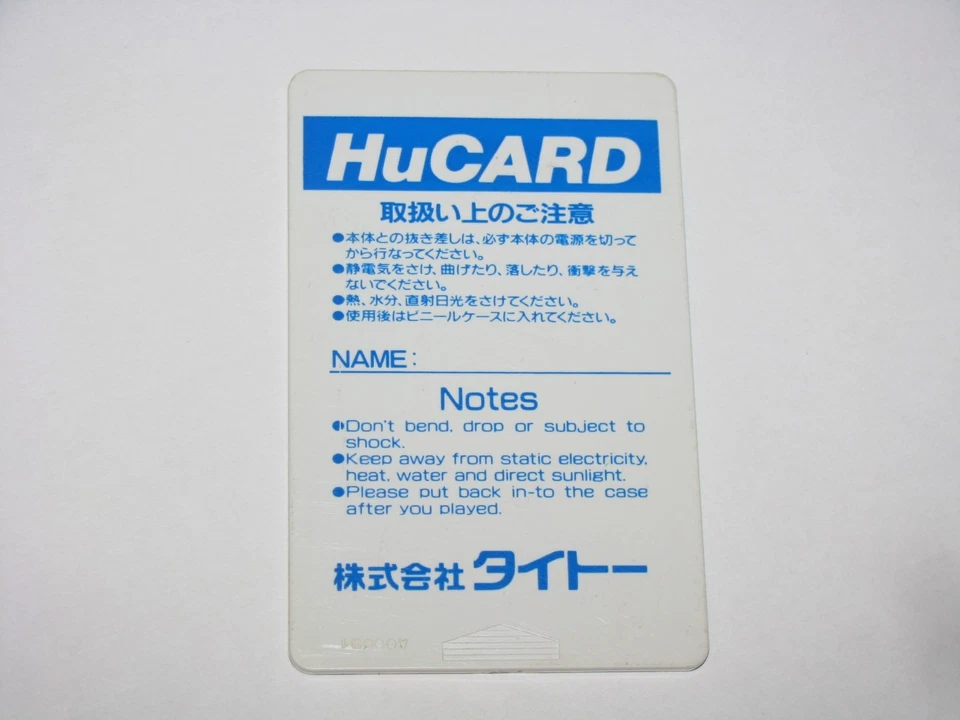 HuCARD
取扱い上のご注意
●本体との抜き差しは、必ず本体の電源を切って
から行なってください。
●静電気をさけ、曲げたり、落したり、衝撃を与え
ないでください。
●熱、水分、直射日光をさけてください。
●使用後はビニールケースに入れてください。
NAME:
Notes
●Don't bend, drop or subject to
shock.
●Keep away from static electricity,
heat, water and direct sunlight.
●Please put back in-to the case
after you played.
株式会社 タイトー